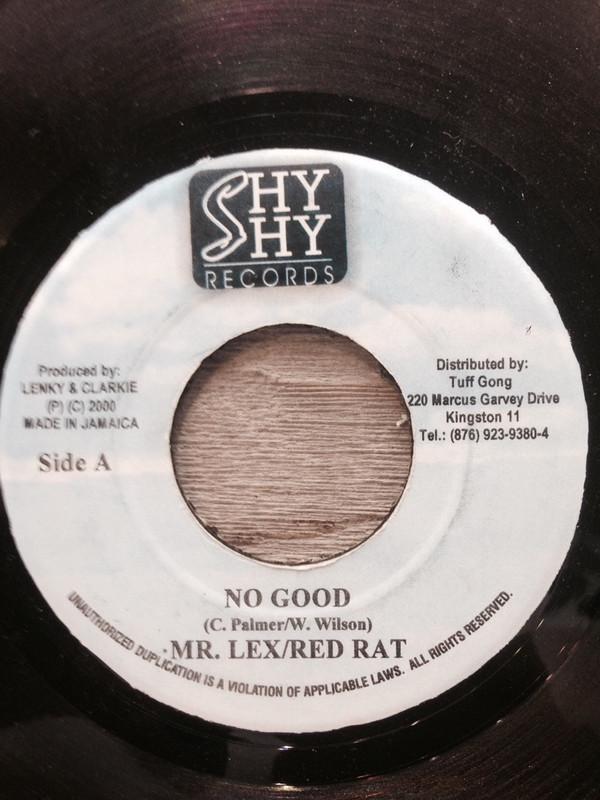 SHY
SHY
RECORDS
Produced by:
LENKY & CLARKIE
(P) (C) 2000
MADE IN JAMAICA
Side A
Distributed by:
Tuff Gong
220 Marcus Garvey Drive
Kingston 11
Tel.: (876) 923-9380-4
NO GOOD
(C. Palmer/W. Wilson)
MR. LEX/RED RAT
UNAUTHORIZED DUPLICATION IS A VIOLATION OF APPLICABLE LAWS. ALL RIGHTS RESERVED.